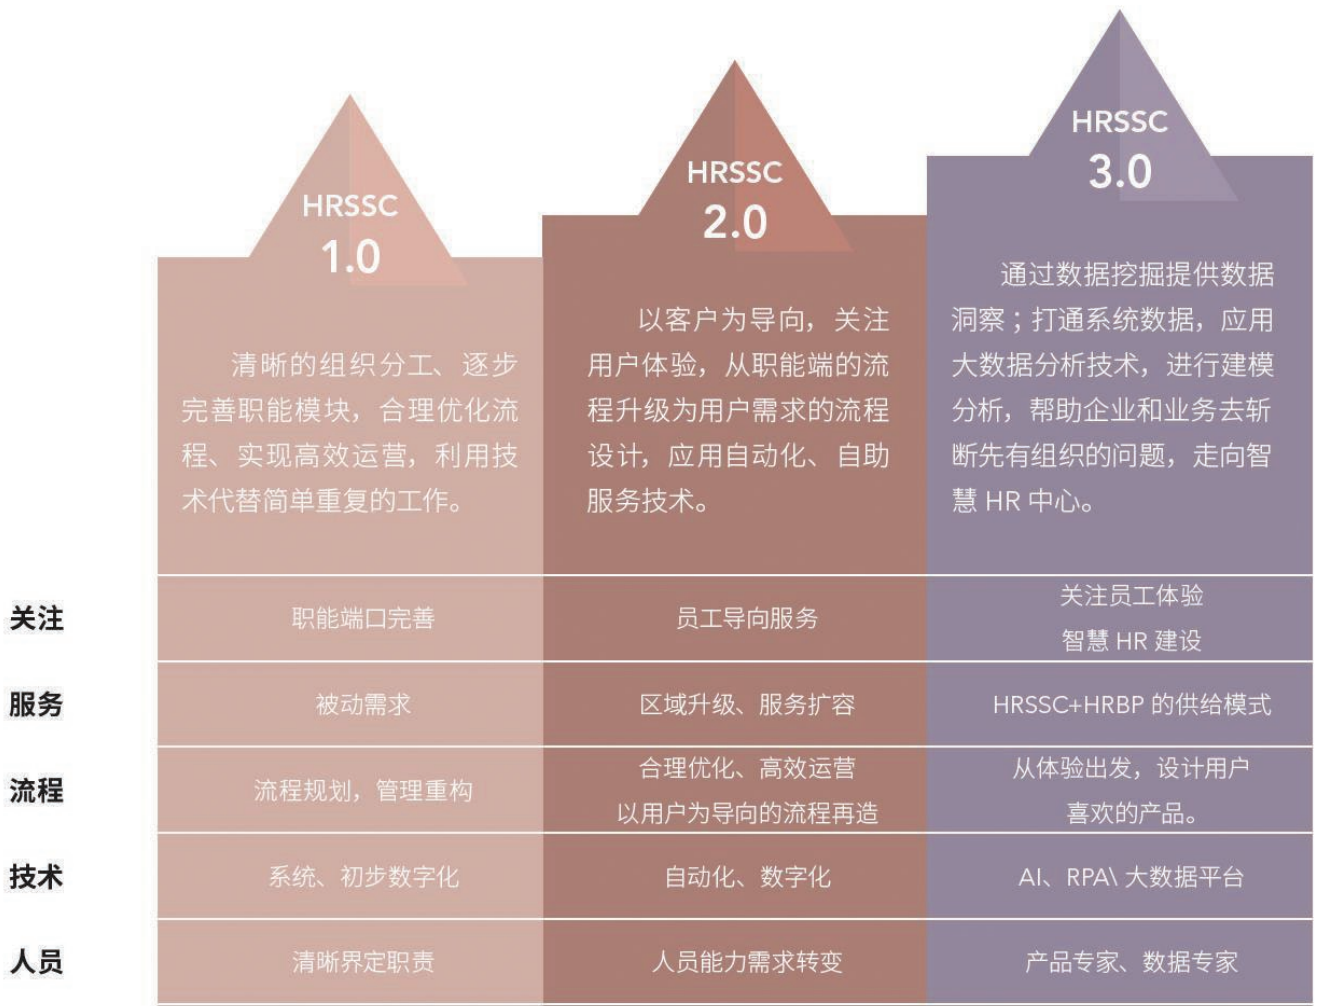 HRSSC
1.0
清晰的组织分工、逐步
完善职能模块，合理优化流
程、实现高效运营，利用技
术代替简单重复的工作。
HRSSC
2.0
以客户为导向，关注
用户体验，从职能端的流
程升级为用户需求的流程
设计，应用自动化、自助
服务技术。
HRSSC
3.0
通过数据挖掘提供数据
洞察；打通系统数据，应用
大数据分析技术，进行建模
分析，帮助企业和业务去斩
断先有组织的问题，走向智
慧 HR 中心。
关注
职能端口完善
员工导向服务
关注员工体验
智慧 HR 建设
服务
被动需求
区域升级、服务扩容
HRSSC+HRBP 的供给模式
流程
流程规划，管理重构
合理优化、高效运营
以用户为导向的流程再造
从体验出发，设计用户
喜欢的产品。
技术
系统、初步数字化
自动化、数字化
AI、RPA\ 大数据平台
人员
清晰界定职责
人员能力需求转变
产品专家、数据专家